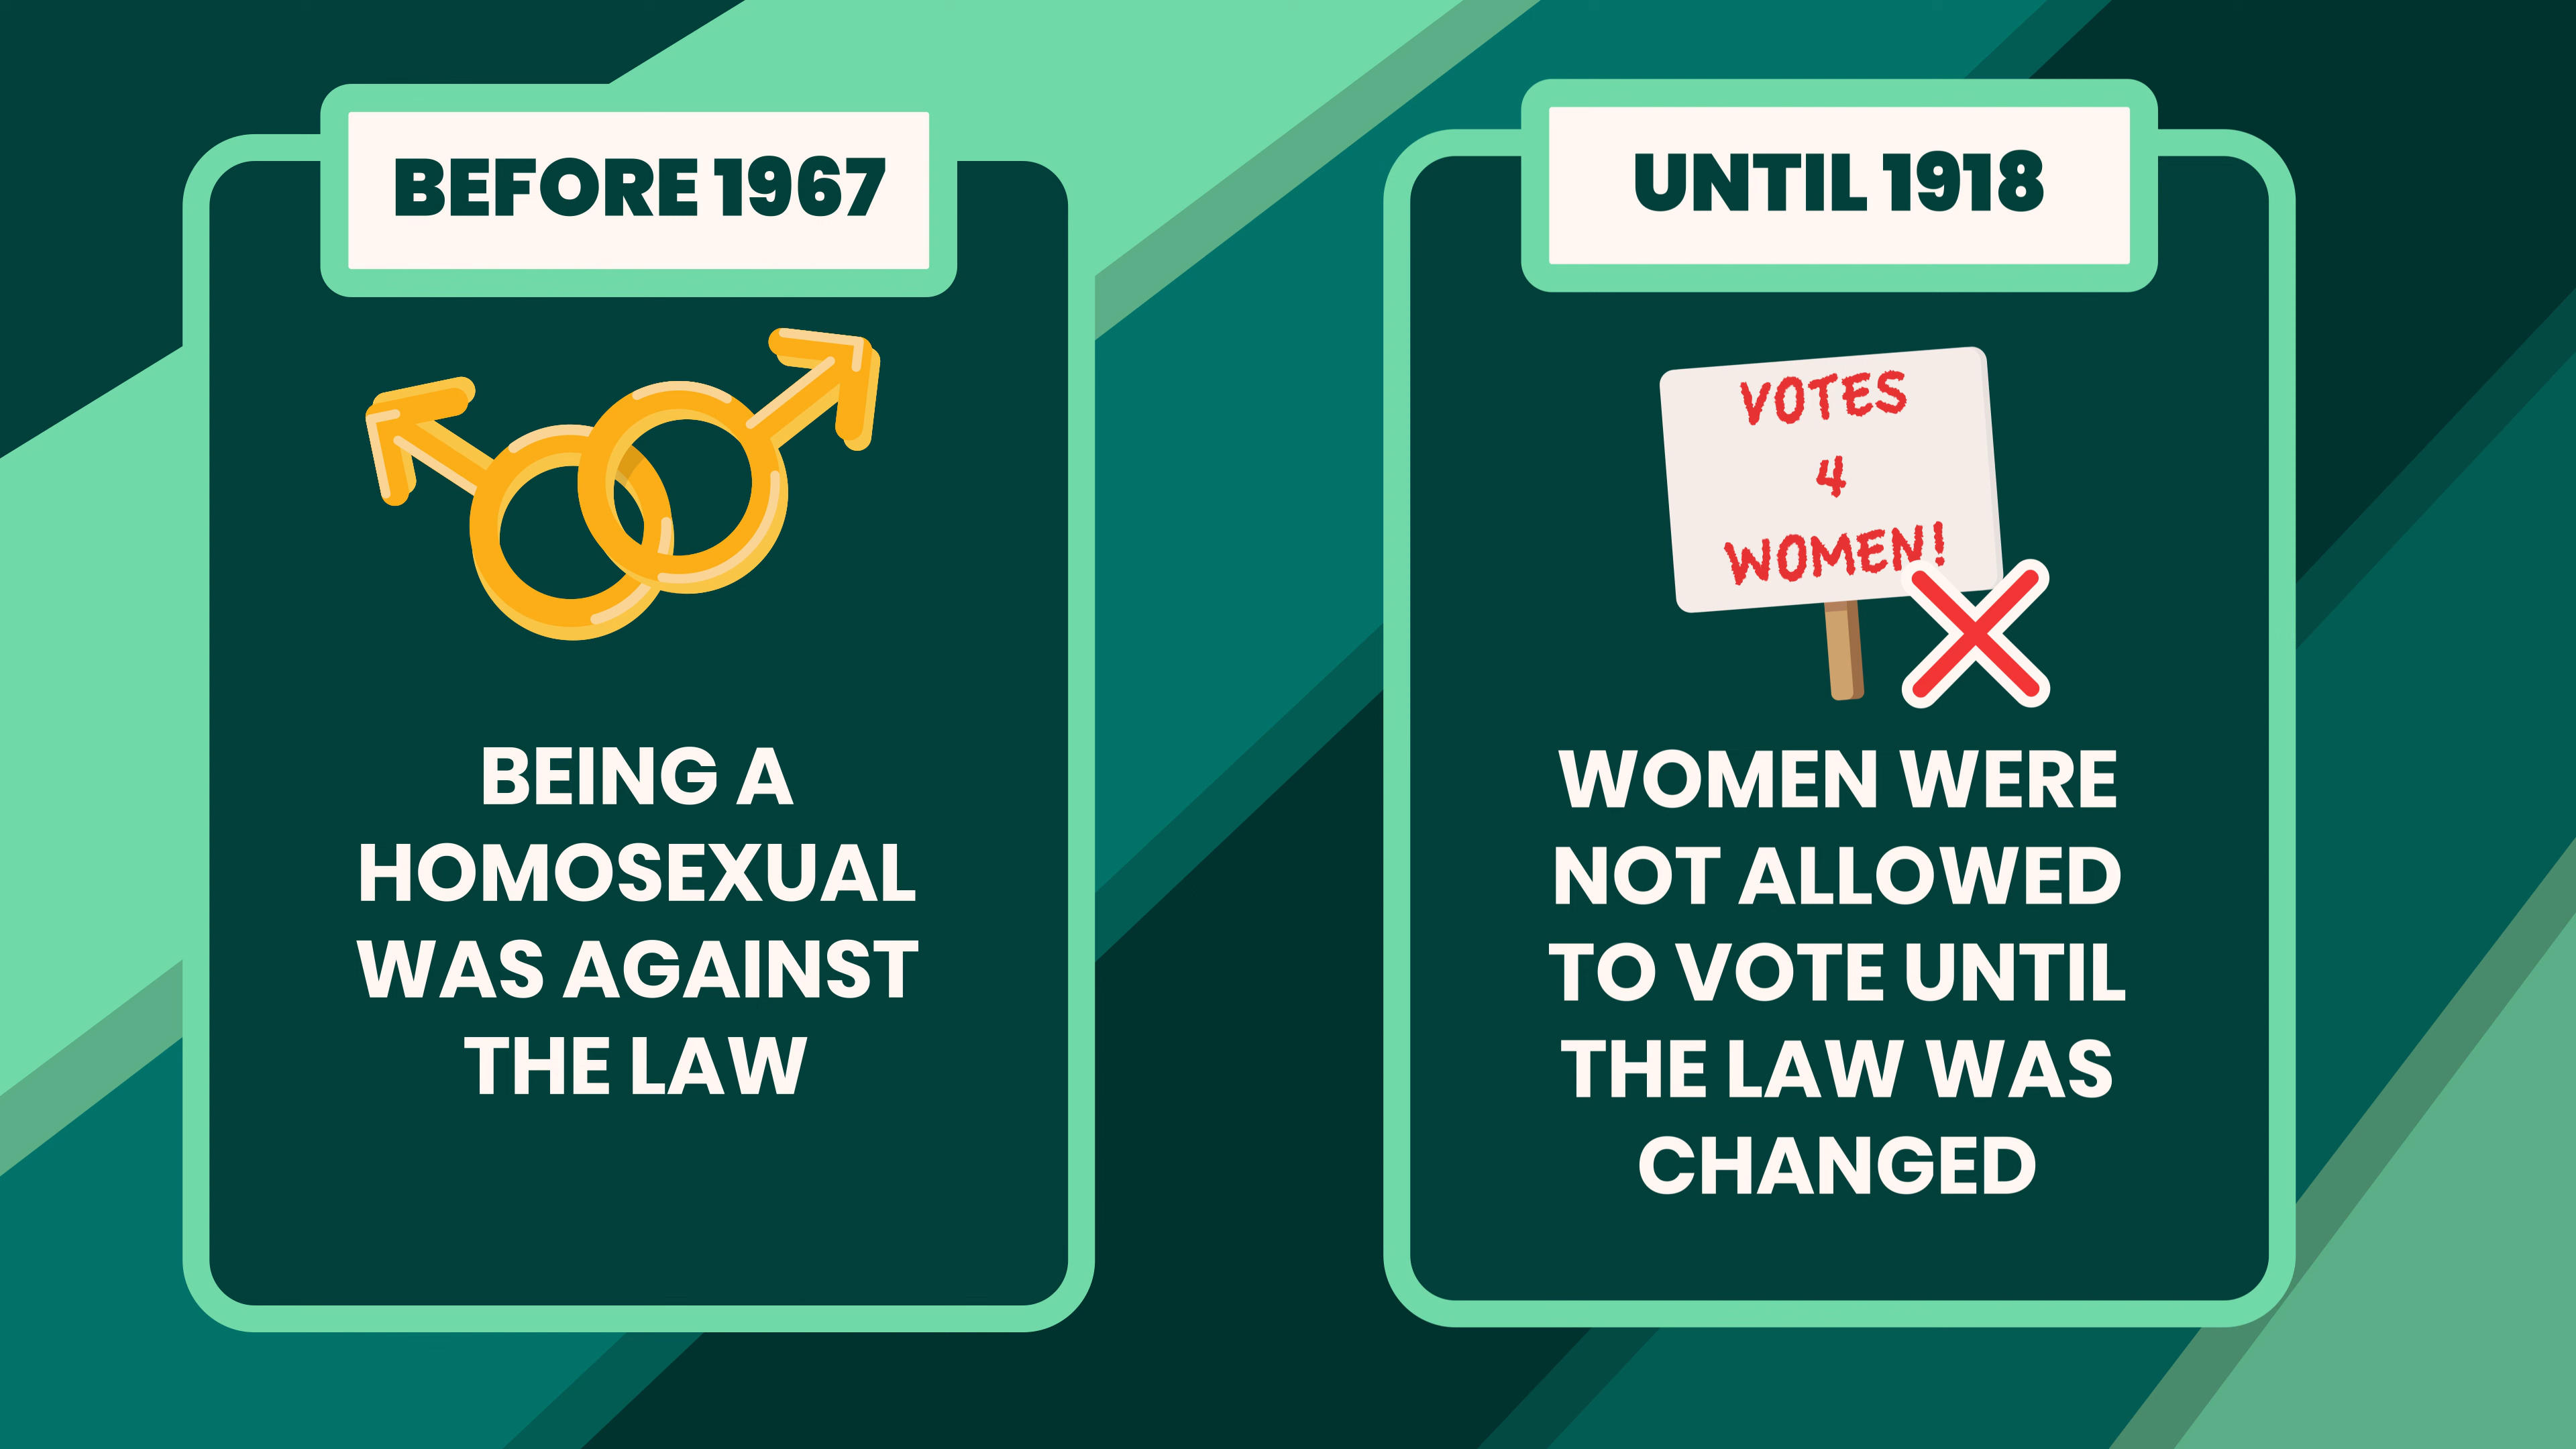 BEFORE 1967
BEING A
HOMOSEXUAL
WAS AGAINST
THE LAW
UNTIL 1918
VOTES
4
WOMEN!
WOMEN WERE
NOT ALLOWED
TO VOTE UNTIL
THE LAW WAS
CHANGED